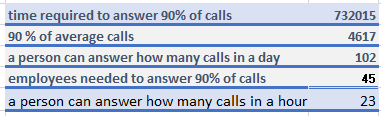 time required to answer 90% of calls 732015
90 % of average calls 4617
a person can answer how many calls in a day 102
employees needed to answer 90% of calls 45
a person can answer how many calls in a hour 23